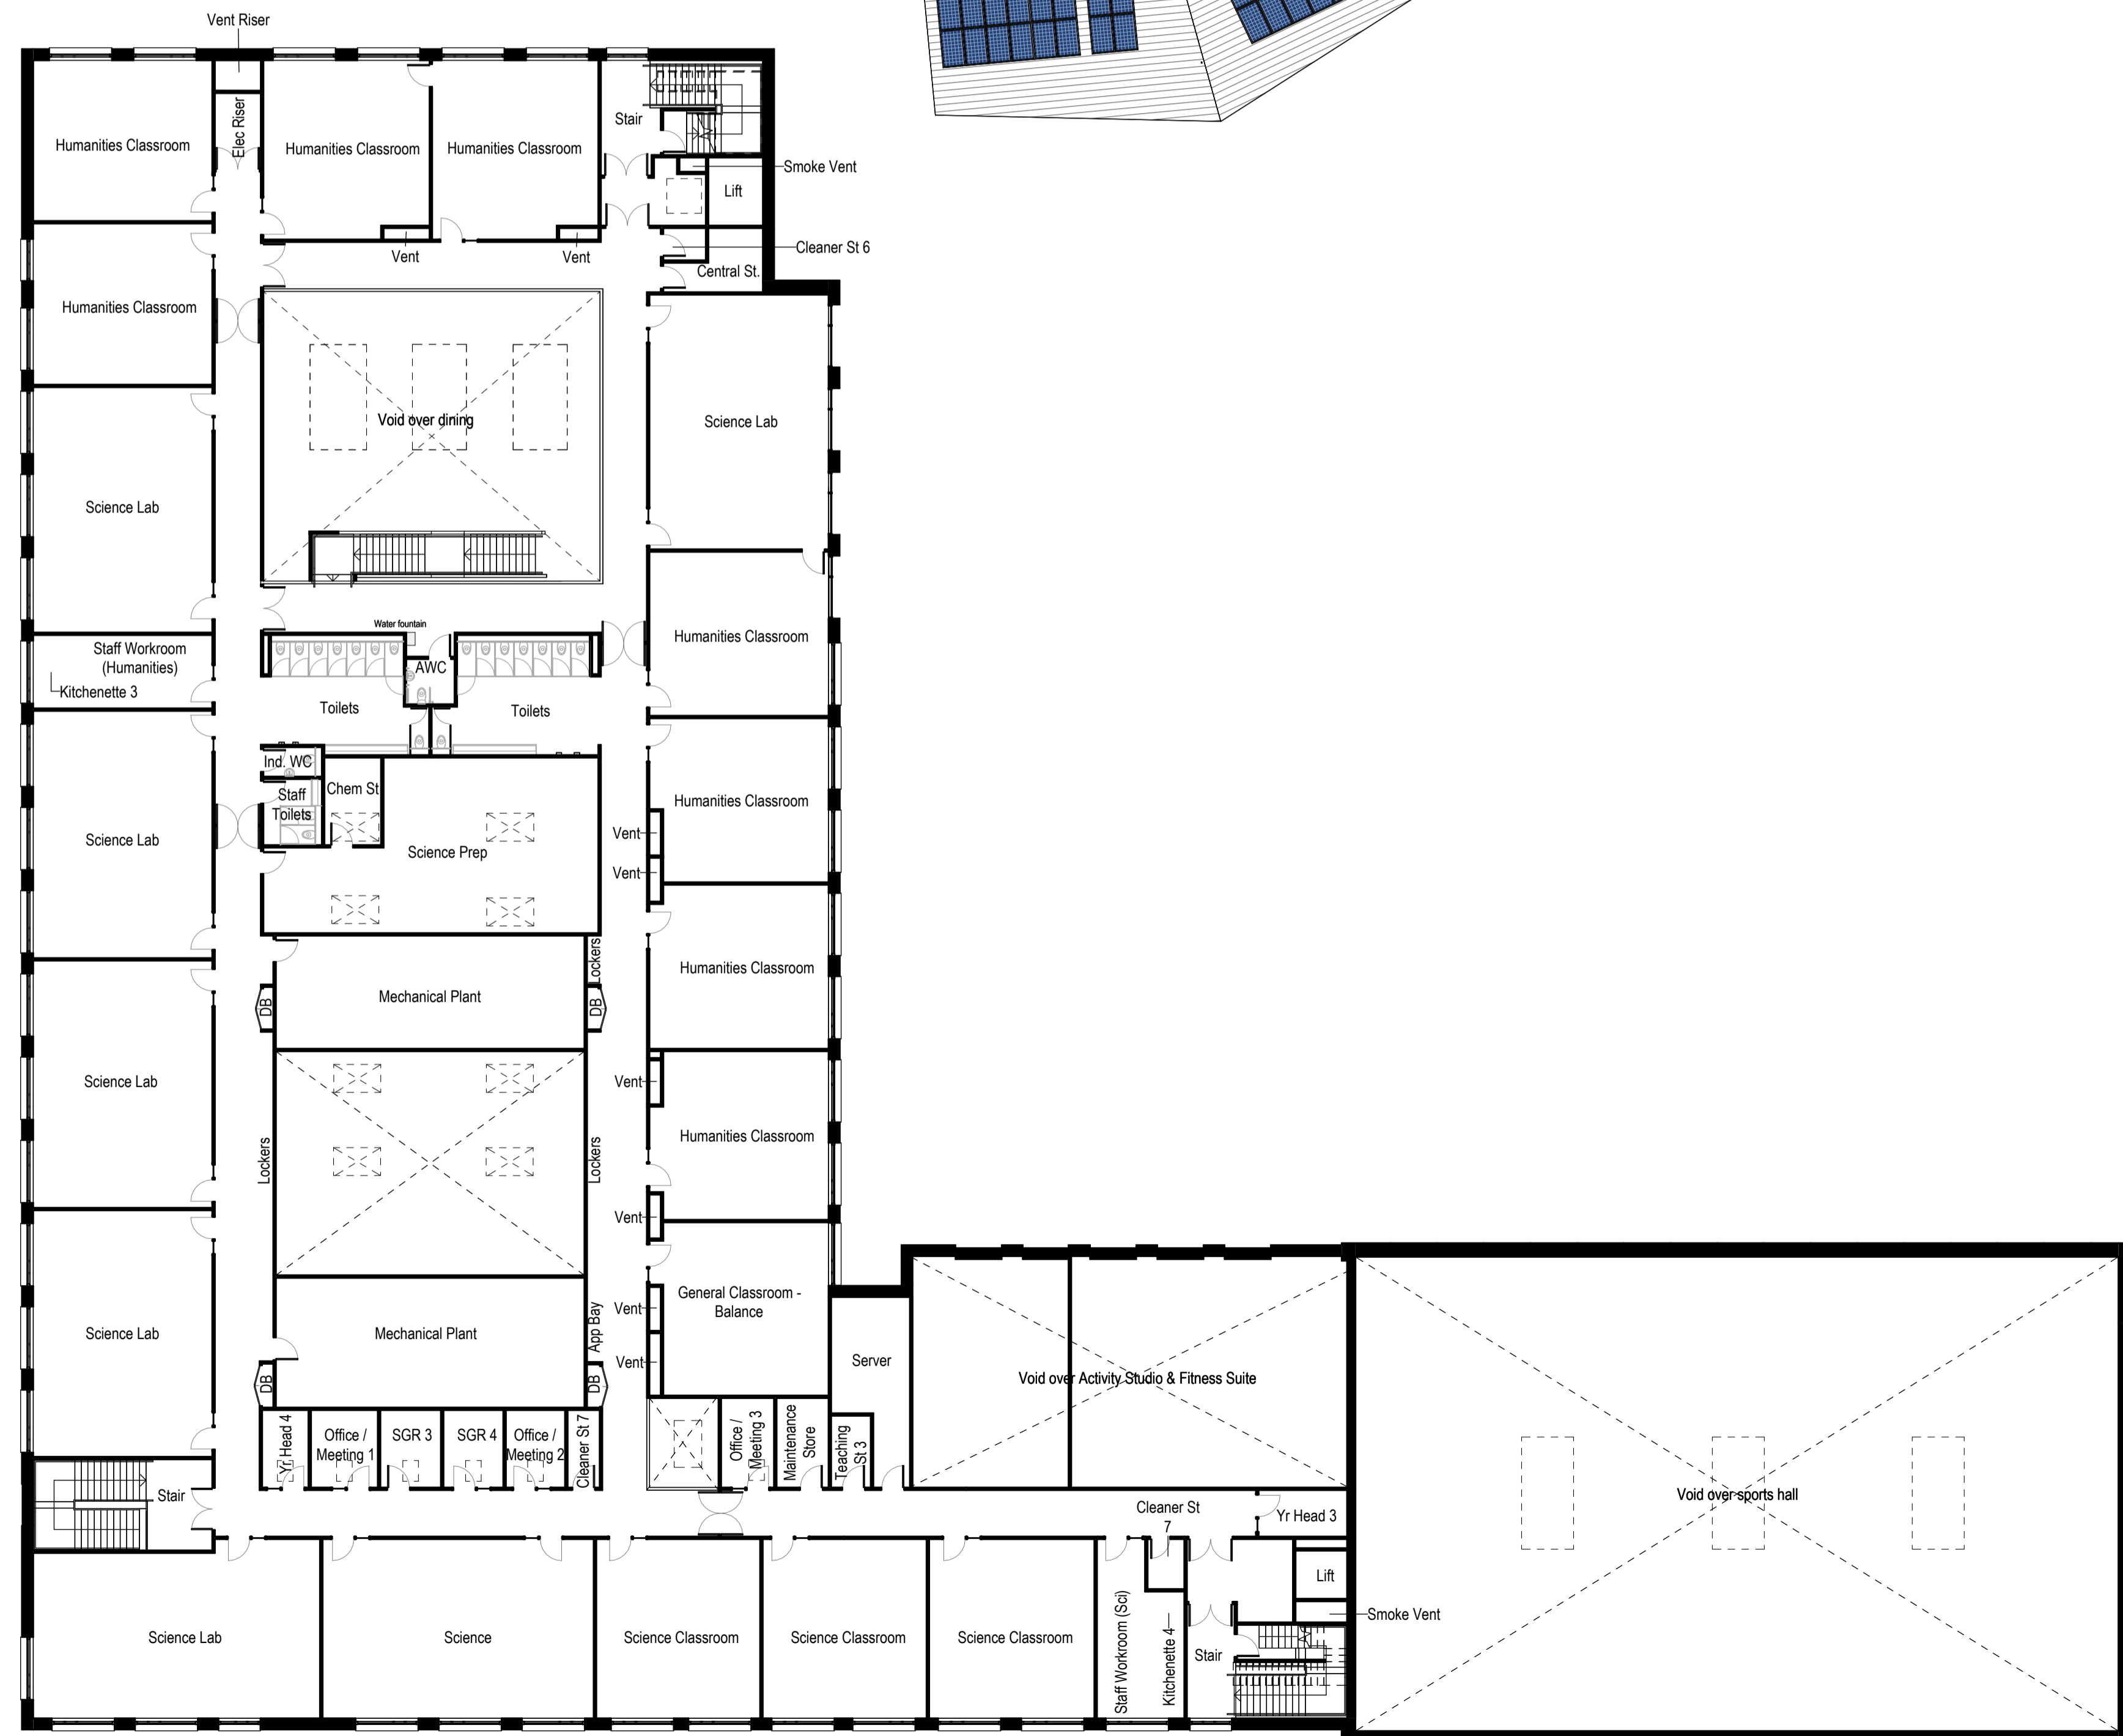 Vent Riser
Elec Riser
Humanities Classroom
Humanities Classroom
Humanities Classroom
Stair
Smoke Vent
Lift
Cleaner St 6
Central St.
Vent
Vent
Humanities Classroom
Void over dining
Science Lab
Science Lab
Water fountain
Humanities Classroom
Staff Workroom
(Humanities)
Kitchenette 3
AWC
Toilets
Toilets
Ind. WC
Staff
Toilets
Chem St
Humanities Classroom
Vent
Vent
Science Lab
Science Prep
Lockers
Humanities Classroom
DB
Mechanical Plant
DB
Science Lab
Vent
Humanities Classroom
Lockers
Lockers
Vent
General Classroom -
Balance
Vent
App Bay
Science Lab
Mechanical Plant
Vent
Server
Void over Activity Studio & Fitness Suite
DB
DB
Yr Head 4
Office /
Meeting 1
SGR 3
SGR 4
Office /
Meeting 2
Cleaner St 7
Office /
Meeting 3
Maintenance
Store
Teaching
St 3
Stair
Cleaner St
7
Yr Head 3
Void over sports hall
Lift
Smoke Vent
Science Lab
Science
Science Classroom
Science Classroom
Science Classroom
Staff Workroom (Sci)
Kitchenette 4
Stair